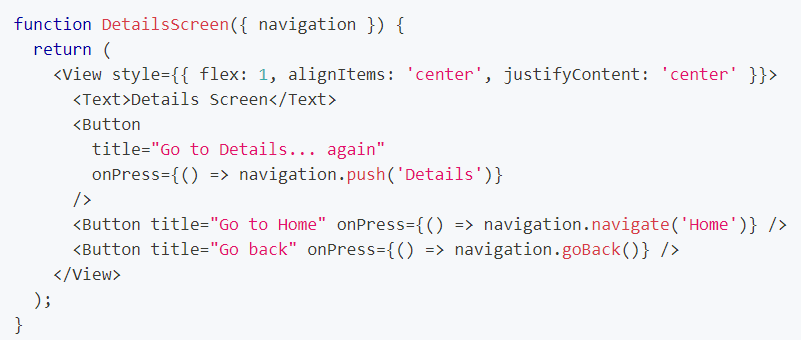 function DetailsScreen({ navigation }) {
  return (
    <View style={{ flex: 1, alignItems: 'center', justifyContent: 'center' }}>
      <Text>Details Screen</Text>
      <Button
        title="Go to Details... again"
        onPress={() => navigation.push('Details')}
      />
      <Button title="Go to Home" onPress={() => navigation.navigate('Home')} />
      <Button title="Go back" onPress={() => navigation.goBack()} />
    </View>
  );
}